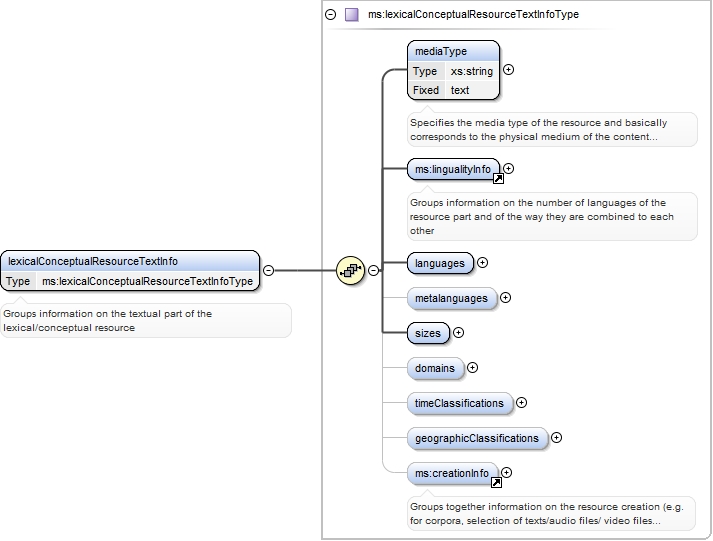 ms:lexicalConceptualResourceTextInfoType
mediaType
Type xs:string
Fixed text
Specifies the media type of the resource and basically
corresponds to the physical medium of the content...
ms:lingualityInfo
Groups information on the number of languages of the
resource part and of the way they are combined to each
other
lexicalConceptualResourceTextInfo
Type ms:lexicalConceptualResourceTextInfoType
Groups information on the textual part of the
lexical/conceptual resource
languages
metalanguages
sizes
domains
timeClassifications
geographicClassifications
ms:creationInfo
Groups together information on the resource creation (e.g.
for corpora, selection of texts/audio files/ video files...